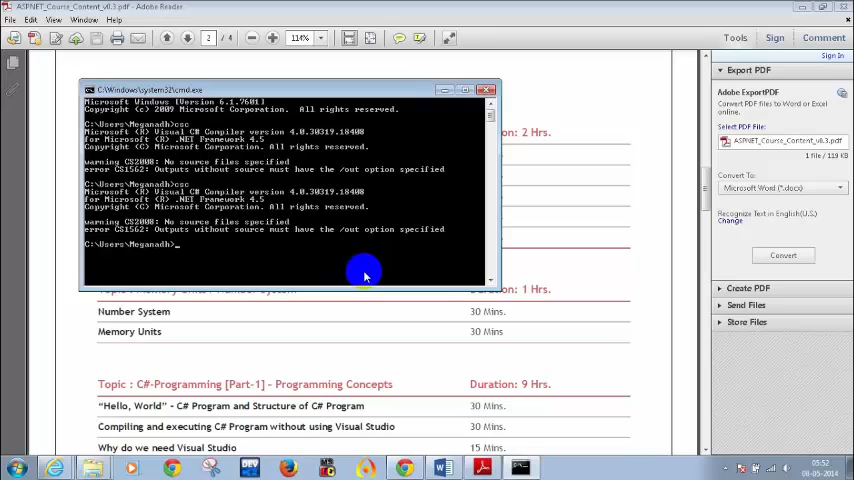 ASPNET_Course_Content_v0.3.pdf - Adobe Reader
File Edit View Window Help
2 / 4 114% Tools Sign Comment
Sign In
Export PDF
Adobe ExportPDF
Convert PDF files to Word or Excel online.
Select PDF File:
ASPNET_Course_Content_v0.3.pdf
1 file / 119 KB
Convert To:
Microsoft Word (*.docx)
Recognize Text in English(U.S.)
Change
Convert
Create PDF
Send Files
Store Files
C:\Windows\system32\cmd.exe
Microsoft Windows [Version 6.1.7601]
Copyright (c) 2009 Microsoft Corporation. All rights reserved.
C:\Users\Meganadh>csc
Microsoft (R) Visual C# Compiler version 4.0.30319.18408
for Microsoft (R) .NET Framework 4.5
Copyright (C) Microsoft Corporation. All rights reserved.
warning CS2008: No source files specified
error CS1562: Outputs without source must have the /out option specified
C:\Users\Meganadh>csc
Microsoft (R) Visual C# Compiler version 4.0.30319.18408
for Microsoft (R) .NET Framework 4.5
Copyright (C) Microsoft Corporation. All rights reserved.
warning CS2008: No source files specified
error CS1562: Outputs without source must have the /out option specified
C:\Users\Meganadh>_
: 2 Hrs.
Duration: 1 Hrs.
Number System 30 Mins.
Memory Units 30 Mins.
Topic : C#-Programming [Part-1] – Programming Concepts Duration: 9 Hrs.
“Hello, World” – C# Program and Structure of C# Program 30 Mins.
Compiling and executing C# Program without using Visual Studio 30 Mins.
Why do we need Visual Studio 15 Mins.
DEV
05:52
08-05-2014